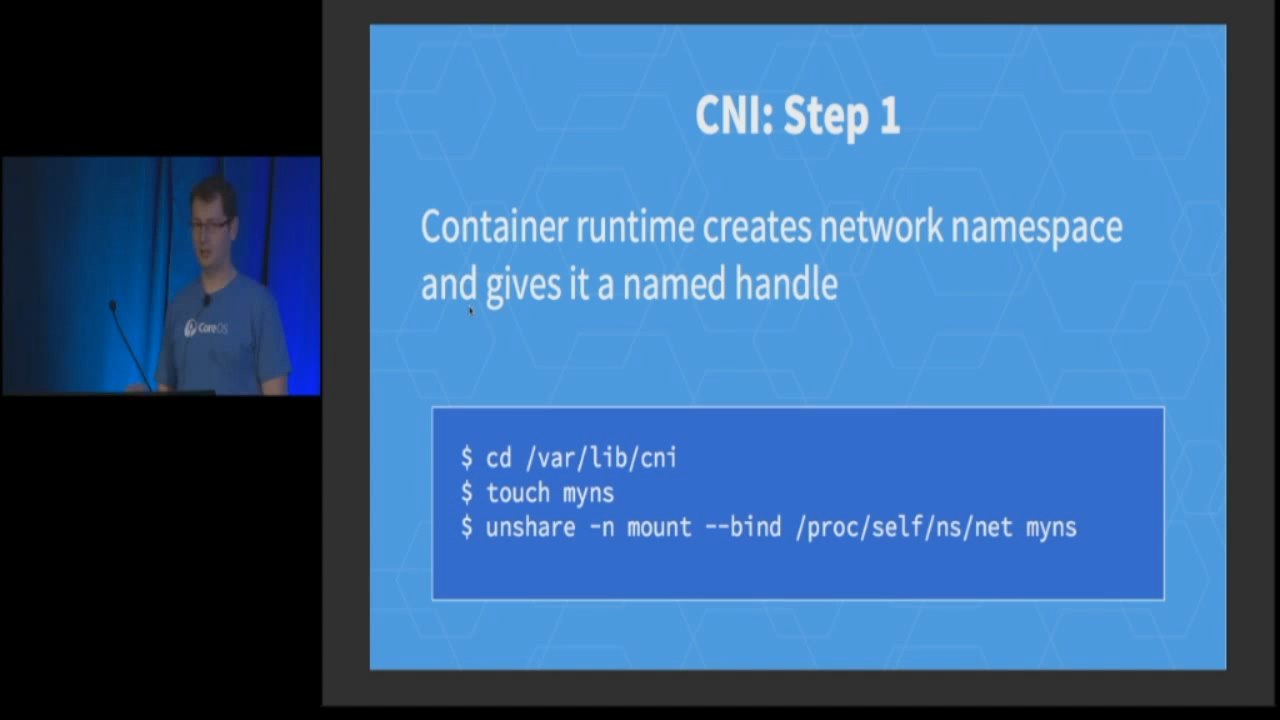 CNI: Step 1
Container runtime creates network namespace
and gives it a named handle
$ cd /var/lib/cni
$ touch myns
$ unshare -n mount --bind /proc/self/ns/net myns
CoreOS